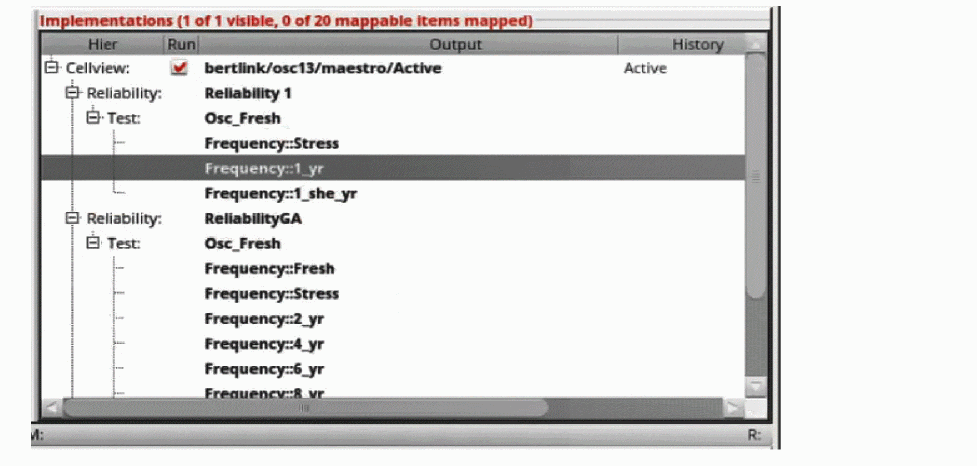 Implementations (1 of 1 visible, 0 of 20 mappable items mapped)
Hier Run Output History
Cellview: bertlink/osc13/maestro/Active Active
Reliability: Reliability 1
Test: Osc_Fresh
Frequency::Stress
Frequency::1_yr
Frequency::1_she_yr
Reliability: ReliabilityGA
Test: Osc_Fresh
Frequency::Fresh
Frequency::Stress
Frequency::2_yr
Frequency::4_yr
Frequency::6_yr
Frequency::8_yr
M: R: